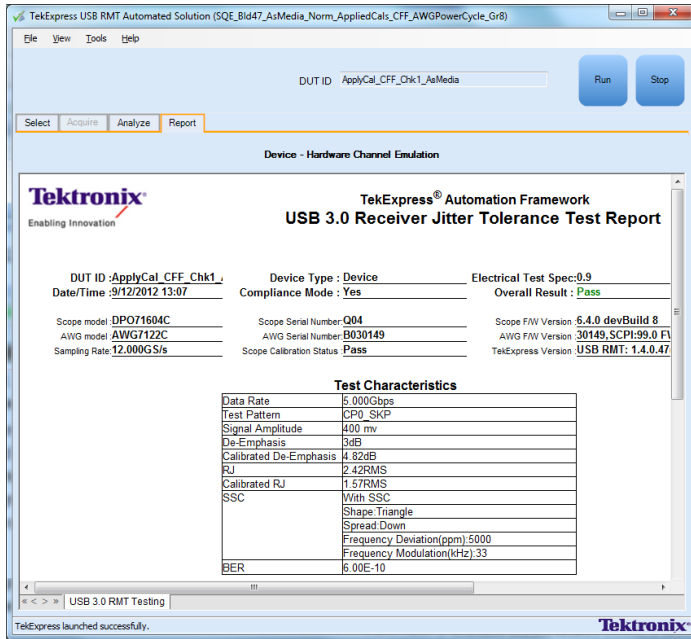 TekExpress USB RMT Automated Solution (SQE_Bld47_AsMedia_Norm_AppliedCals_CFF_AWGPowerCycle_Gr8)
File View Tools Help
DUT ID ApplyCal_CFF_Chk1_AsMedia Run Stop
Select Acquire Analyze Report
Device - Hardware Channel Emulation
Tektronix
Enabling Innovation
TekExpress® Automation Framework
USB 3.0 Receiver Jitter Tolerance Test Report
DUT ID :ApplyCal_CFF_Chk1_ Device Type : Device Electrical Test Spec:0.9
Date/Time :9/12/2012 13:07 Compliance Mode : Yes Overall Result : Pass
Scope model :DPO71604C Scope Serial Number:Q04 Scope F/W Version :6.4.0 devBuild 8
AWG model :AWG7122C AWG Serial Number:B030149 AWG F/W Version :30149,SCPI:99.0 FV
Sampling Rate:12.000GS/s Scope Calibration Status :Pass TekExpress Version :USB RMT: 1.4.0.47
Test Characteristics
Data Rate 5.000Gbps
Test Pattern CP0_SKP
Signal Amplitude 400 mv
De-Emphasis 3dB
Calibrated De-Emphasis 4.82dB
RJ 2.42RMS
Calibrated RJ 1.57RMS
SSC With SSC
Shape:Triangle
Spread:Down
Frequency Deviation(ppm):5000
Frequency Modulation(kHz):33
BER 6.00E-10
« < > » USB 3.0 RMT Testing
TekExpress launched successfully. Tektronix